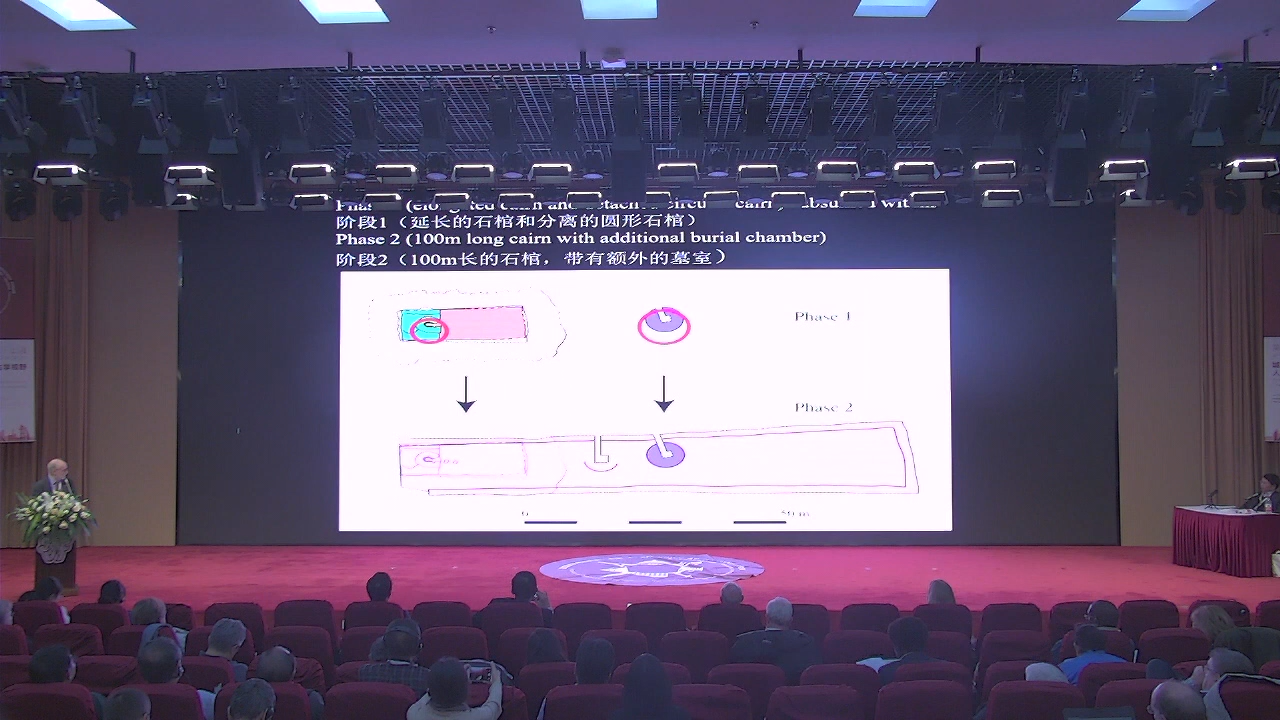 阶段1（延长的石棺和分离的圆形石棺）
Phase 2 (100m long cairn with additional burial chamber)
阶段2（100m长的石棺，带有额外的墓室）
Phase 1
Phase 2
0
50 m